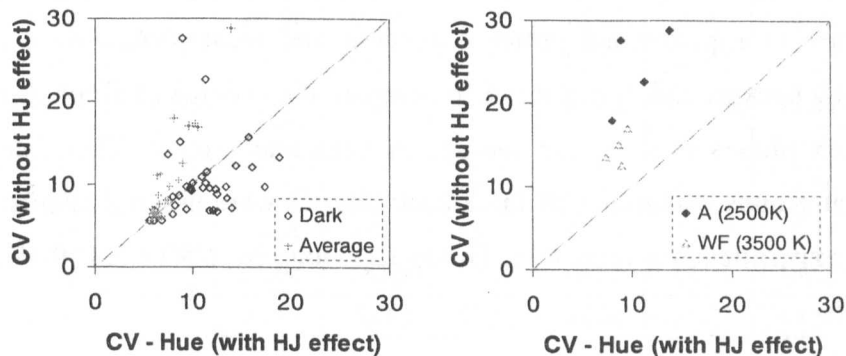 30
20
10
0
CV (without HJ effect)
0 10 20 30
CV - Hue (with HJ effect)
Dark
Average
30
20
10
0
CV (without HJ effect)
0 10 20 30
CV - Hue (with HJ effect)
A (2500K)
WF (3500 K)